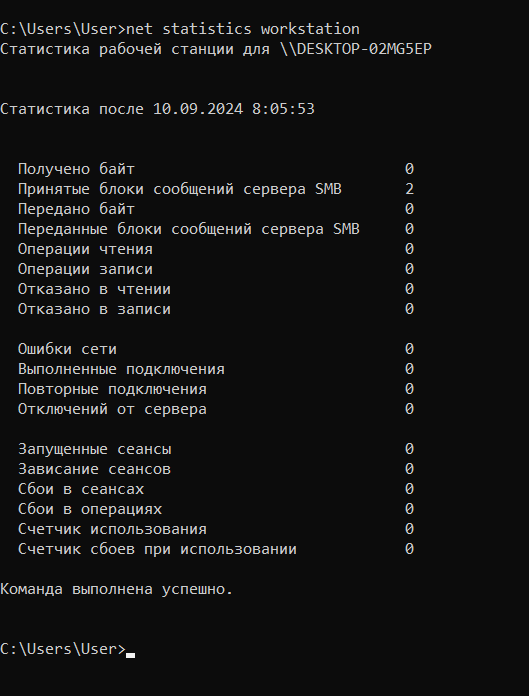 C:\Users\User>net statistics workstation
Статистика рабочей станции для \\DESKTOP-02MG5EP
Статистика после 10.09.2024 8:05:53
Получено байт 0
Принятые блоки сообщений сервера SMB 2
Передано байт 0
Переданные блоки сообщений сервера SMB 0
Операции чтения 0
Операции записи 0
Отказано в чтении 0
Отказано в записи 0
Ошибки сети 0
Выполненные подключения 0
Повторные подключения 0
Отключений от сервера 0
Запущенные сеансы 0
Зависание сеансов 0
Сбои в сеансах 0
Сбои в операциях 0
Счетчик использования 0
Счетчик сбоев при использовании 0
Команда выполнена успешно.
C:\Users\User>